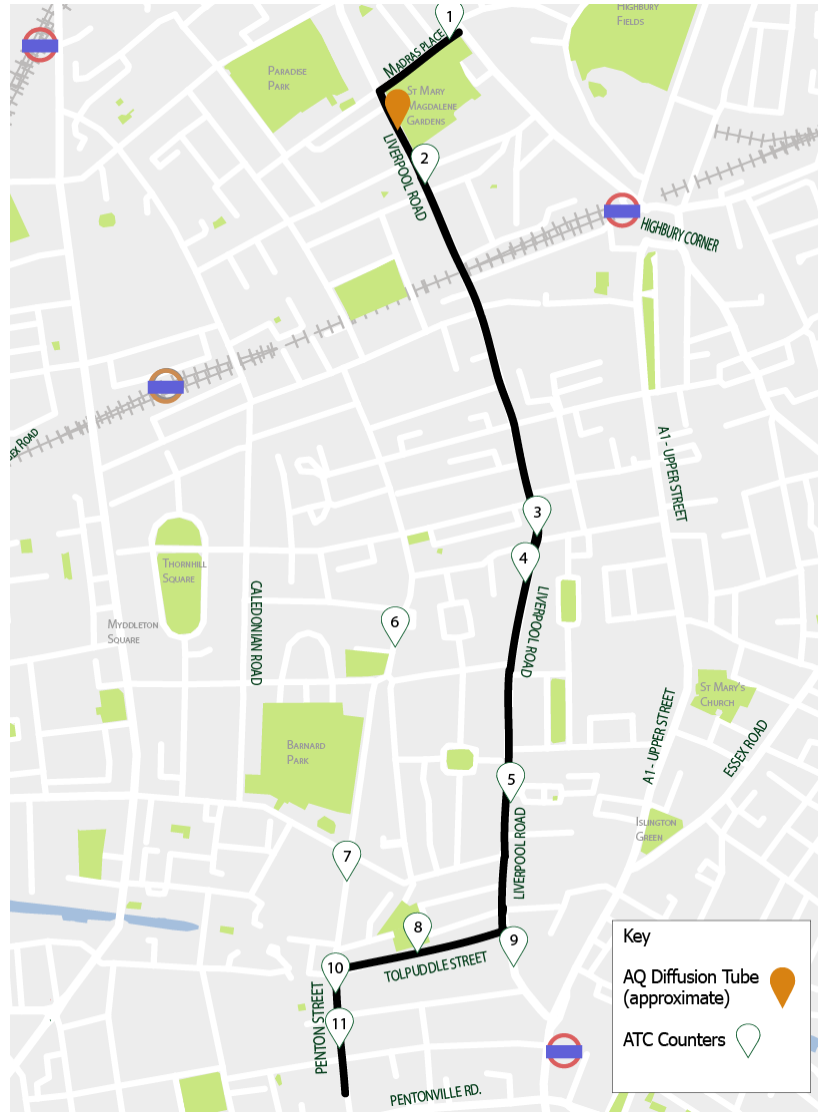 1
HIGHBURY
FIELDS
MADRAS PLACE
PARADISE
PARK
ST MARY
MAGDALENE
GARDENS
LIVERPOOL ROAD
2
HIGHBURY CORNER
A1 - UPPER STREET
3
4
THORNHILL
SQUARE
CALEDONIAN ROAD
LIVERPOOL ROAD
6
MYDDLETON
SQUARE
ST MARY'S
CHURCH
A1 - UPPER STREET
ESSEX ROAD
BARNARD
PARK
5
ISLINGTON
GREEN
LIVERPOOL ROAD
7
8
9
TOLPUDDLE STREET
10
PENTON STREET
11
PENTONVILLE RD.
Key
AQ Diffusion Tube
(approximate)
ATC Counters